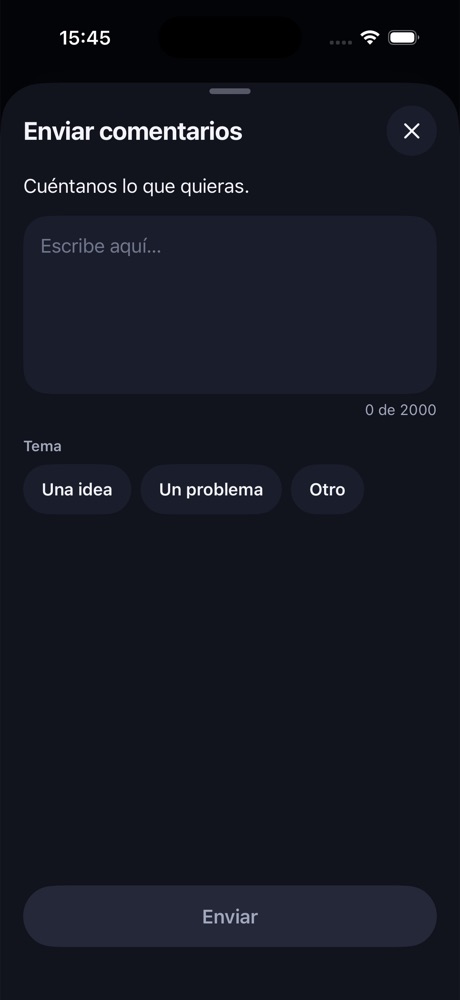 15:45
Enviar comentarios
Cuéntanos lo que quieras.
Escribe aquí...
0 de 2000
Tema
Una idea
Un problema
Otro
Enviar